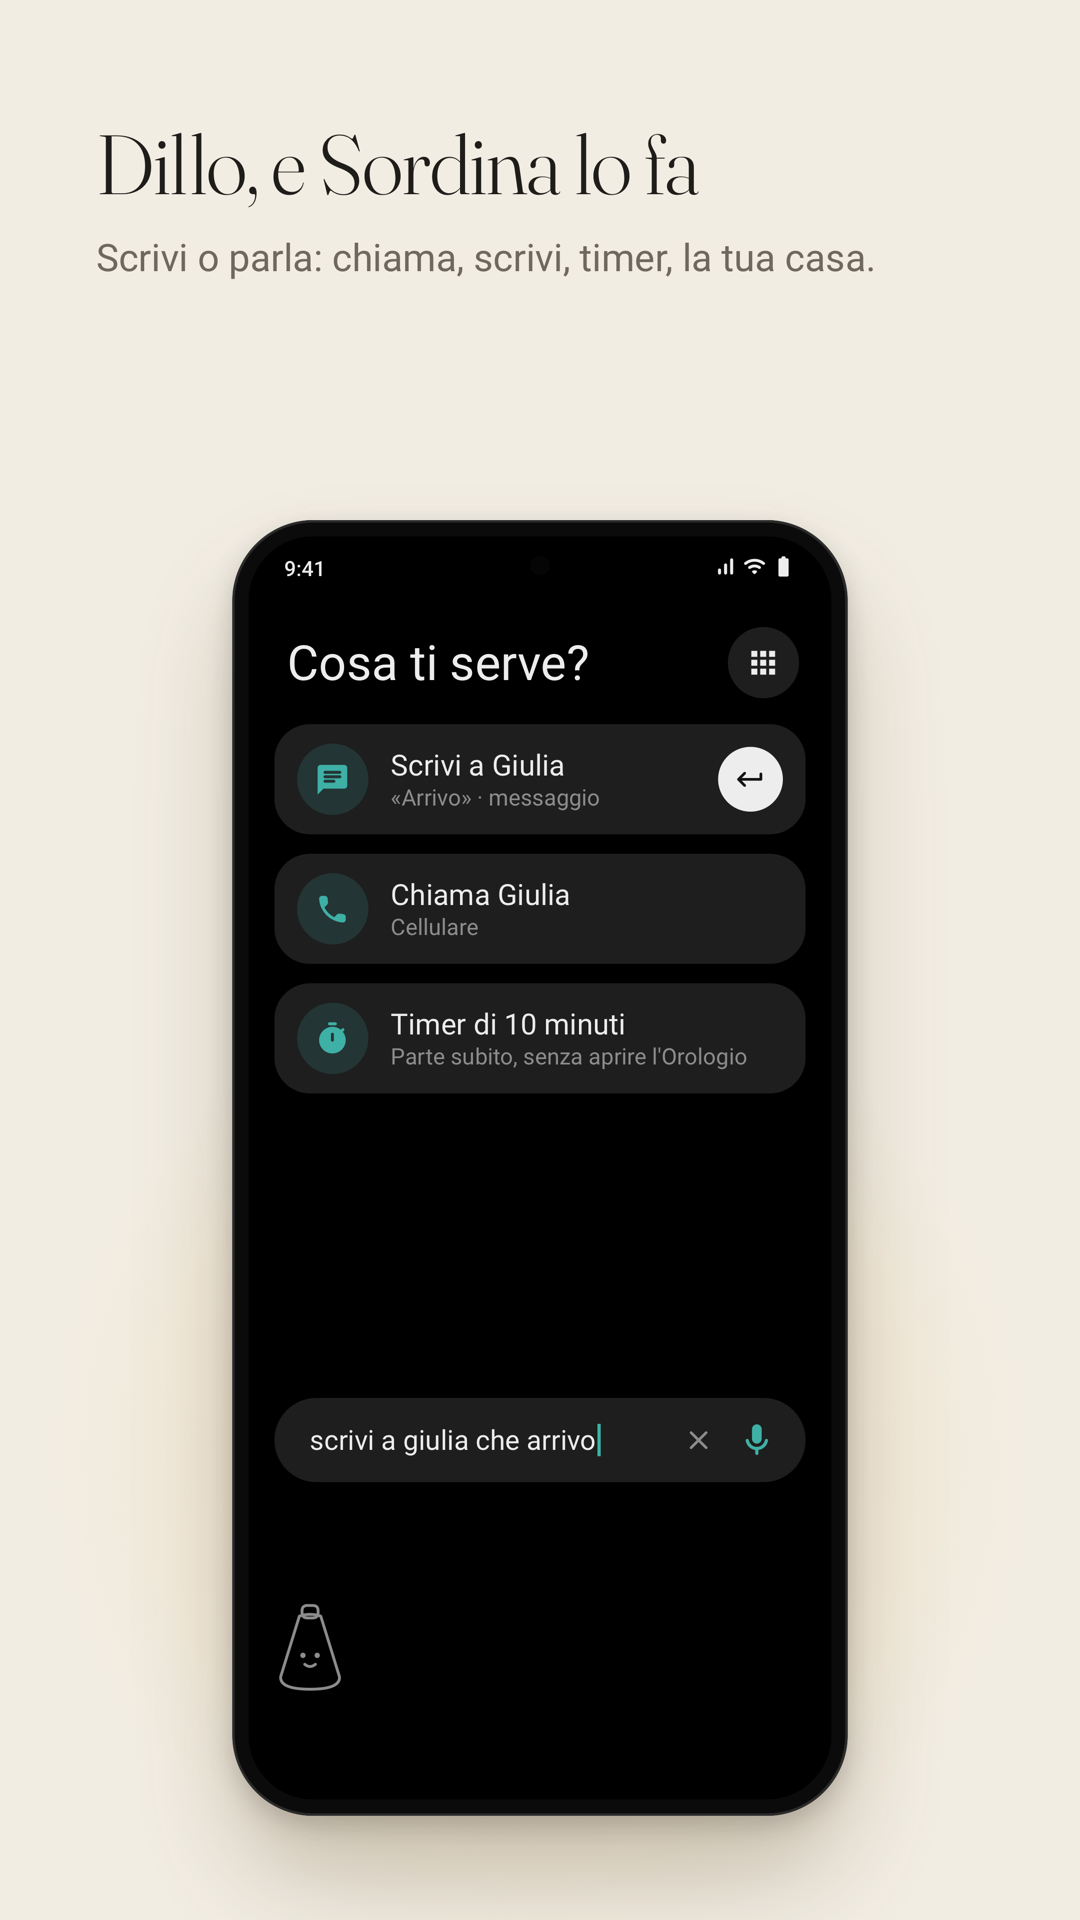 Dillo, e Sordina lo fa
Scrivi o parla: chiama, scrivi, timer, la tua casa.
9:41
Cosa ti serve?
Scrivi a Giulia
«Arrivo» · messaggio
Chiama Giulia
Cellulare
Timer di 10 minuti
Parte subito, senza aprire l'Orologio
scrivi a giulia che arrivo